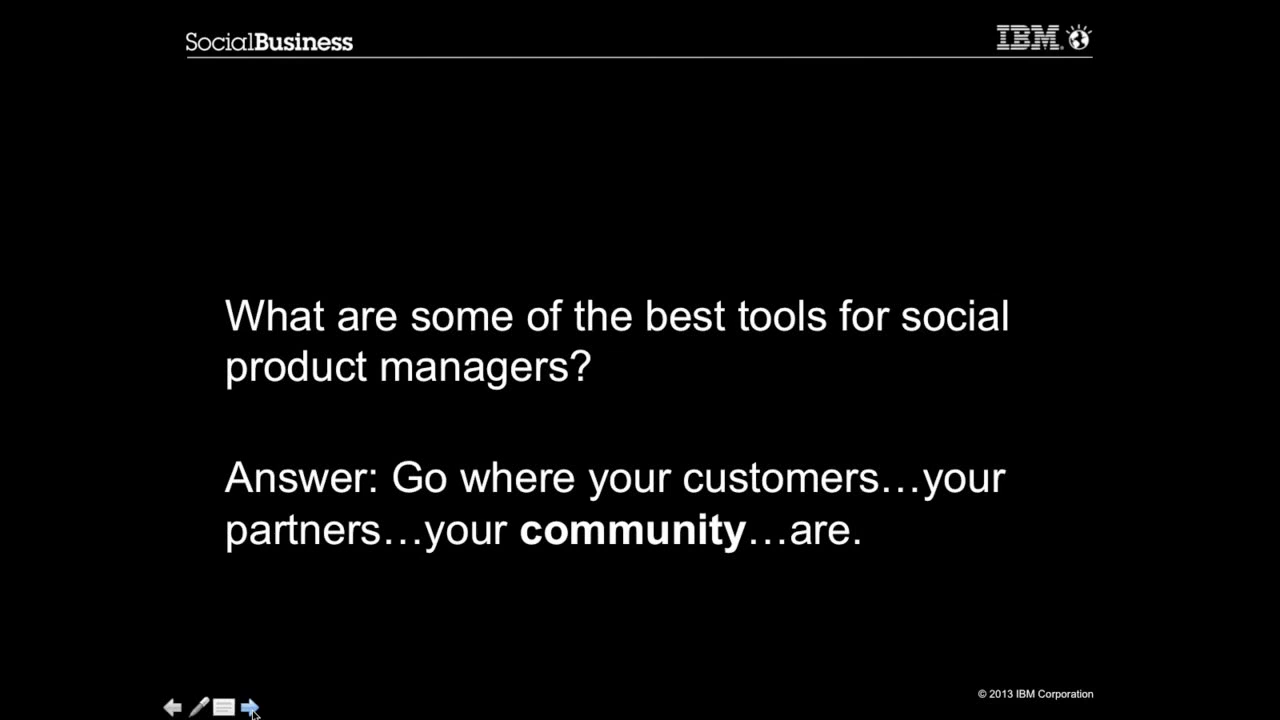 SocialBusiness
IBM
What are some of the best tools for social
product managers?
Answer: Go where your customers…your
partners…your community…are.
© 2013 IBM Corporation